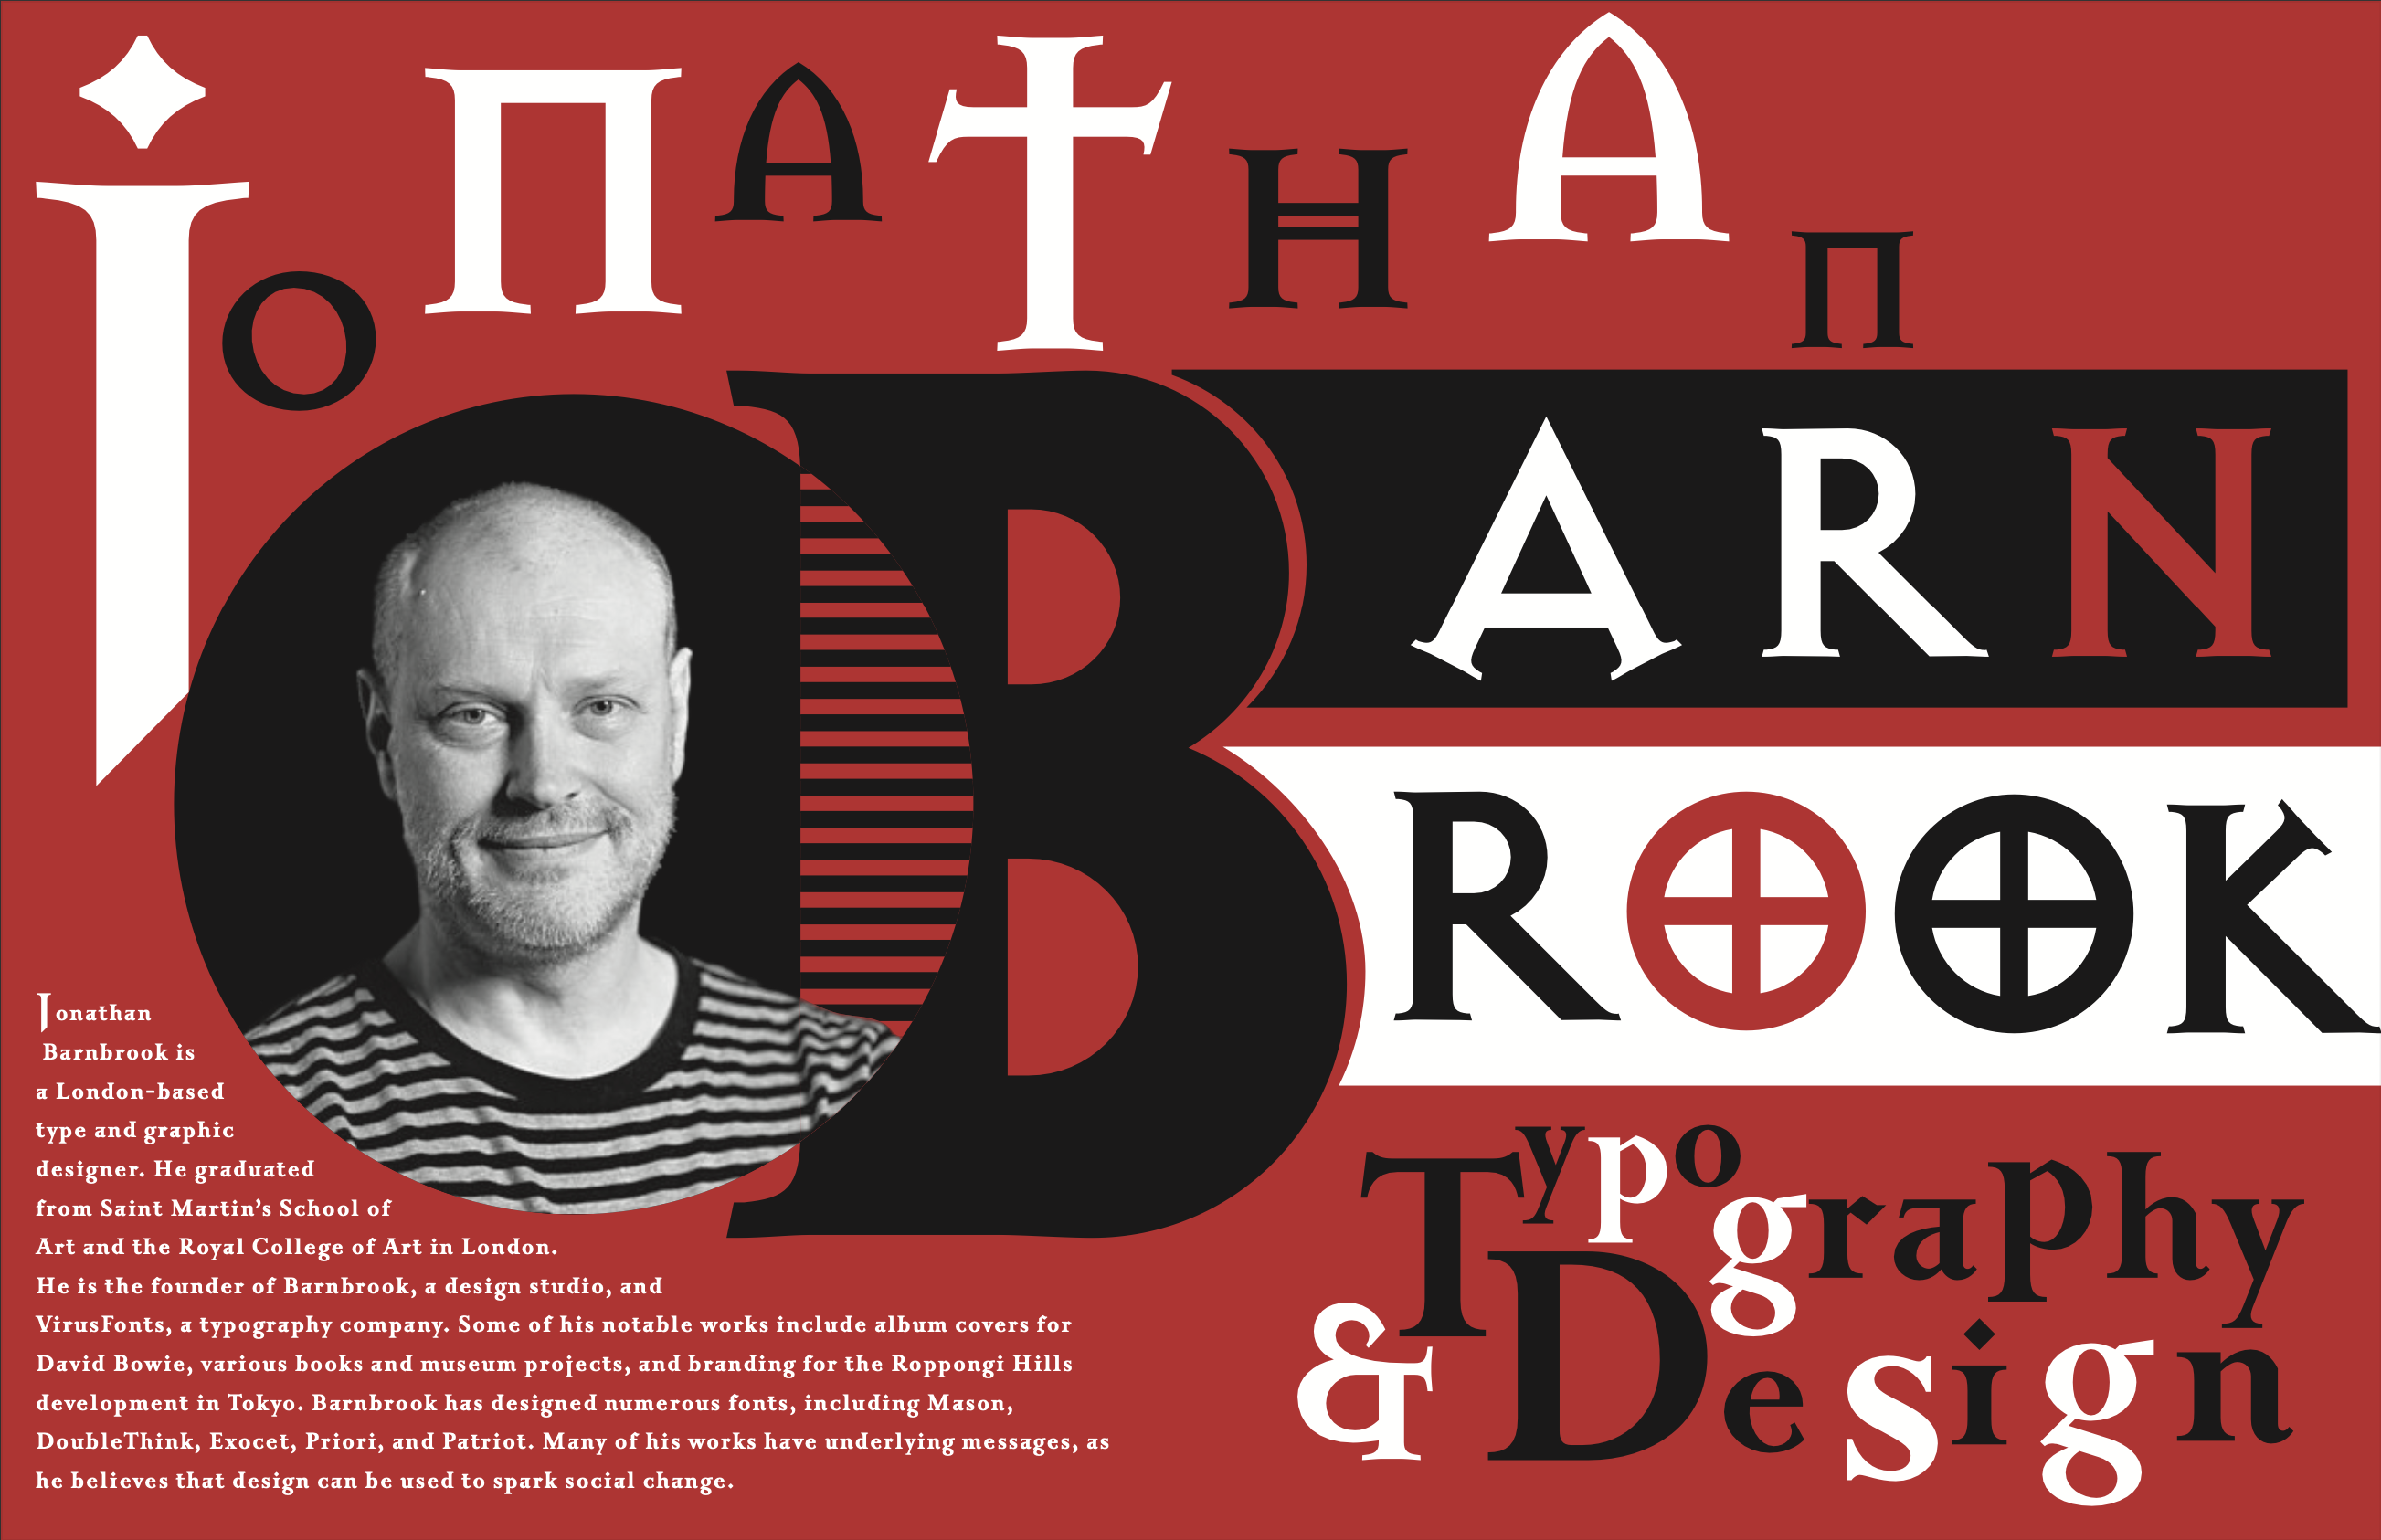 Jonathan
BARN
ROOK
Typography
& Design
Jonathan
Barnbrook is
a London-based
type and graphic
designer. He graduated
from Saint Martin's School of
Art and the Royal College of Art in London.
He is the founder of Barnbrook, a design studio, and
VirusFonts, a typography company. Some of his notable works include album covers for
David Bowie, various books and museum projects, and branding for the Roppongi Hills
development in Tokyo. Barnbrook has designed numerous fonts, including Mason,
DoubleThink, Exocet, Priori, and Patriot. Many of his works have underlying messages, as
he believes that design can be used to spark social change.